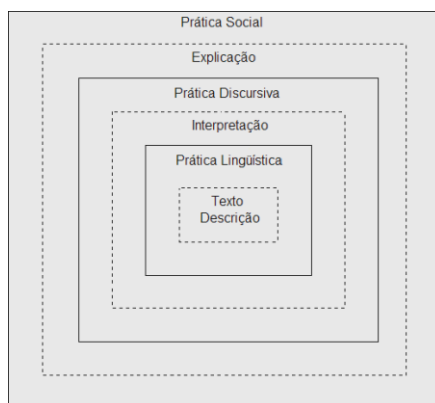 Prática Social
Explicação
Prática Discursiva
Interpretação
Prática Lingüística
Texto
Descrição